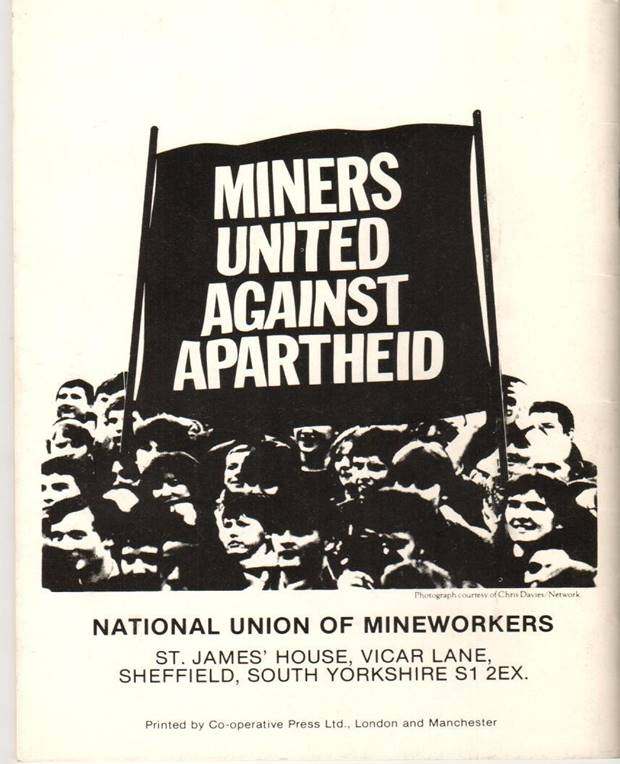 MINERS
UNITED
AGAINST
APARTHEID
Photograph courtesy of Chris Davies/Network
NATIONAL UNION OF MINEWORKERS
ST. JAMES' HOUSE, VICAR LANE,
SHEFFIELD, SOUTH YORKSHIRE S1 2EX.
Printed by Co-operative Press Ltd., London and Manchester